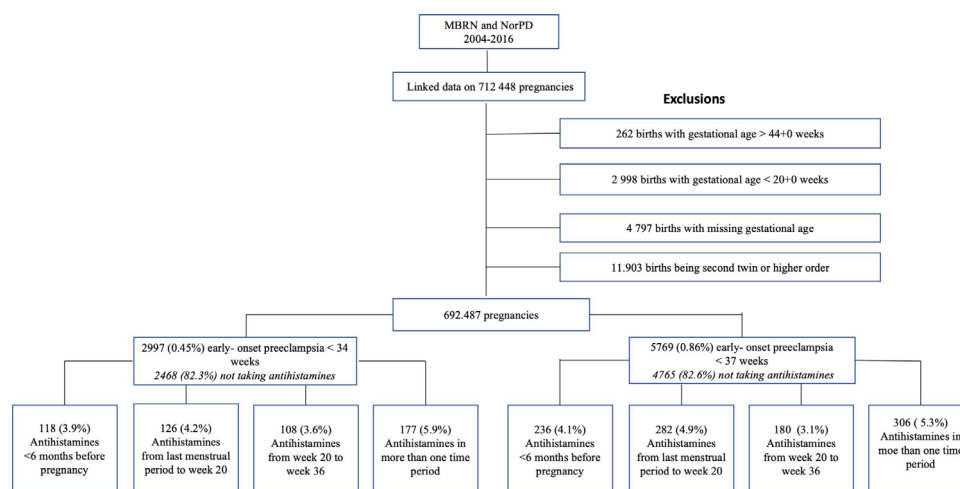 MBRN and NorPD
2004-2016
Linked data on 712 448 pregnancies
Exclusions
262 births with gestational age > 44+0 weeks
2 998 births with gestational age < 20+0 weeks
4 797 births with missing gestational age
11.903 births being second twin or higher order
692.487 pregnancies
2997 (0.45%) early- onset preeclampsia < 34
weeks
2468 (82.3%) not taking antihistamines
5769 (0.86%) early-onset preeclampsia
< 37 weeks
4765 (82.6%) not taking antihistamines
118 (3.9%)
Antihistamines
<6 months before
pregnancy
126 (4.2%)
Antihistamines
from last menstrual
period to week 20
108 (3.6%)
Antihistamines
from week 20 to
week 36
177 (5.9%)
Antihistamines in
more than one time
period
236 (4.1%)
Antihistamines
<6 months before
pregnancy
282 (4.9%)
Antihistamines
from last menstrual
period to week 20
180 (3.1%)
Antihistamines
from week 20 to
week 36
306 ( 5.3%)
Antihistamines in
moe than one time
period